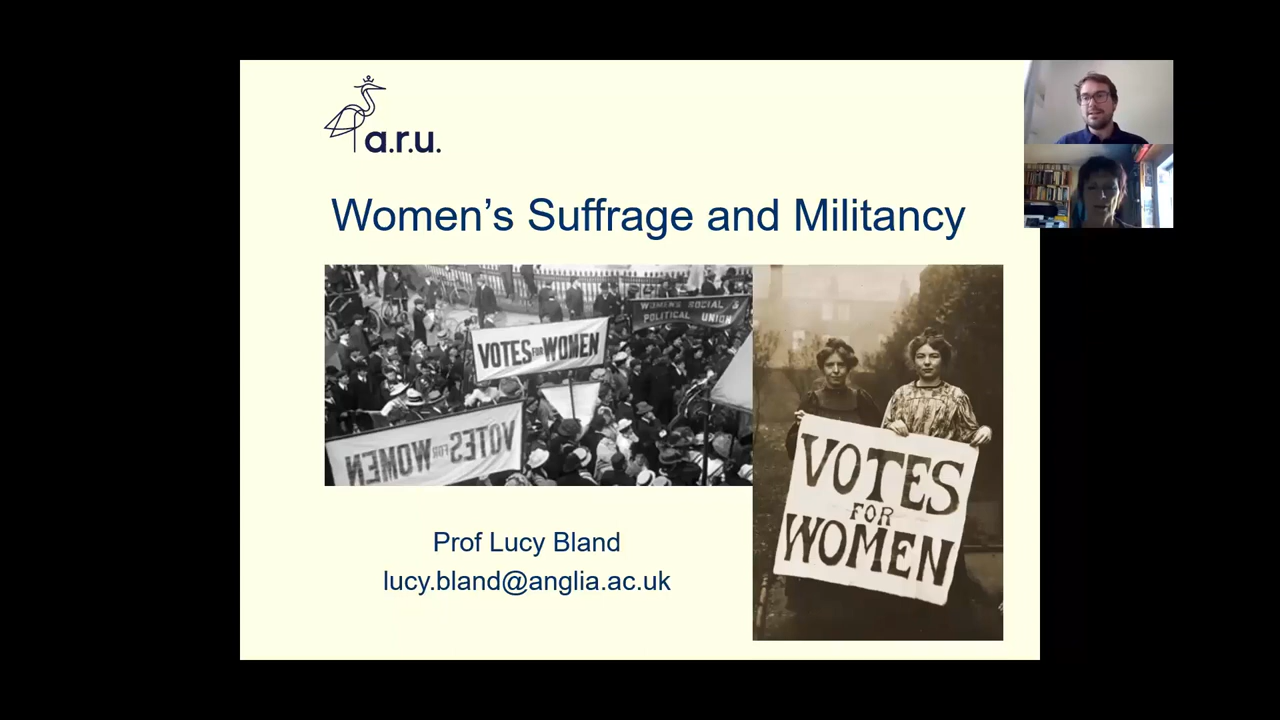 a.r.u.
Women's Suffrage and Militancy
WOMEN'S SOCIAL &
POLITICAL UNION
VOTES FOR WOMEN
VOTES FOR WOMEN
VOTES
FOR
WOMEN
Prof Lucy Bland
lucy.bland@anglia.ac.uk